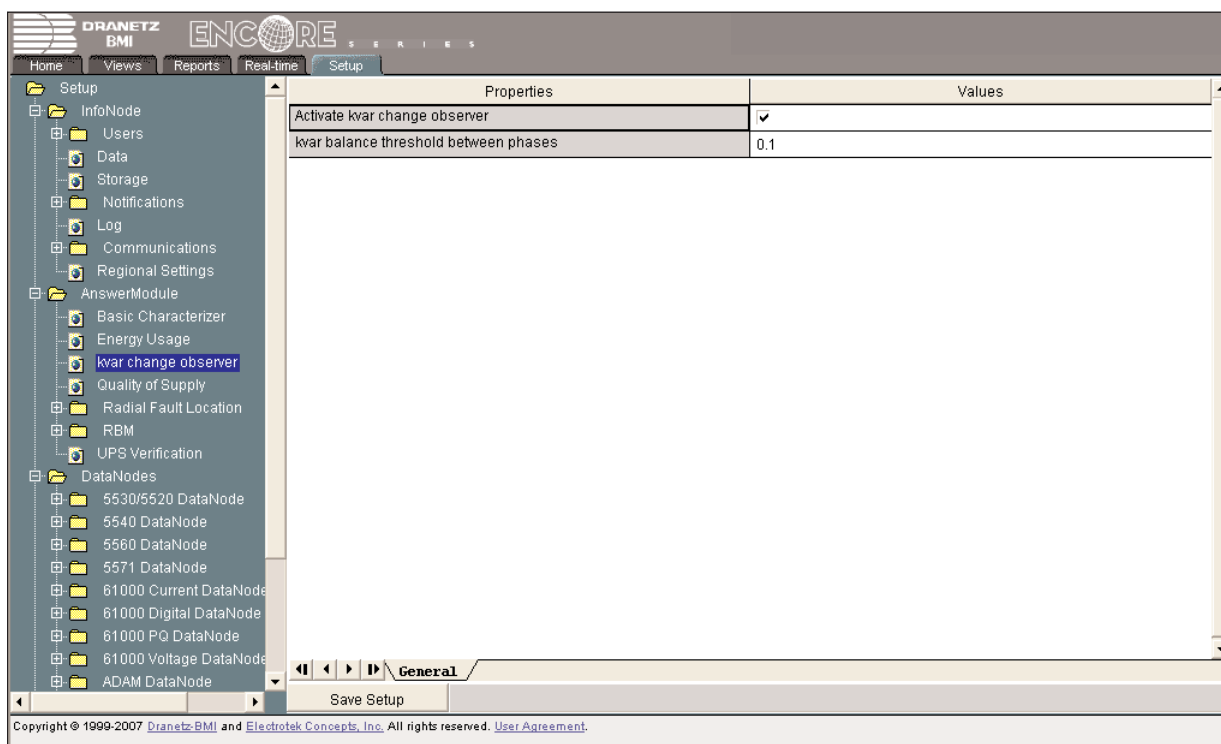 DRANETZ
BMI
ENCORE
SERIES
Home Views Reports Real-time Setup
Setup
InfoNode
Users
Data
Storage
Notifications
Log
Communications
Regional Settings
AnswerModule
Basic Characterizer
Energy Usage
kvar change observer
Quality of Supply
Radial Fault Location
RBM
UPS Verification
DataNodes
5530/5520 DataNode
5540 DataNode
5560 DataNode
5571 DataNode
61000 Current DataNode
61000 Digital DataNode
61000 PQ DataNode
61000 Voltage DataNode
ADAM DataNode
Properties Values
Activate kvar change observer
kvar balance threshold between phases 0.1
General
Save Setup
Copyright © 1999-2007 Dranetz-BMI and Electrotek Concepts, Inc. All rights reserved. User Agreement.